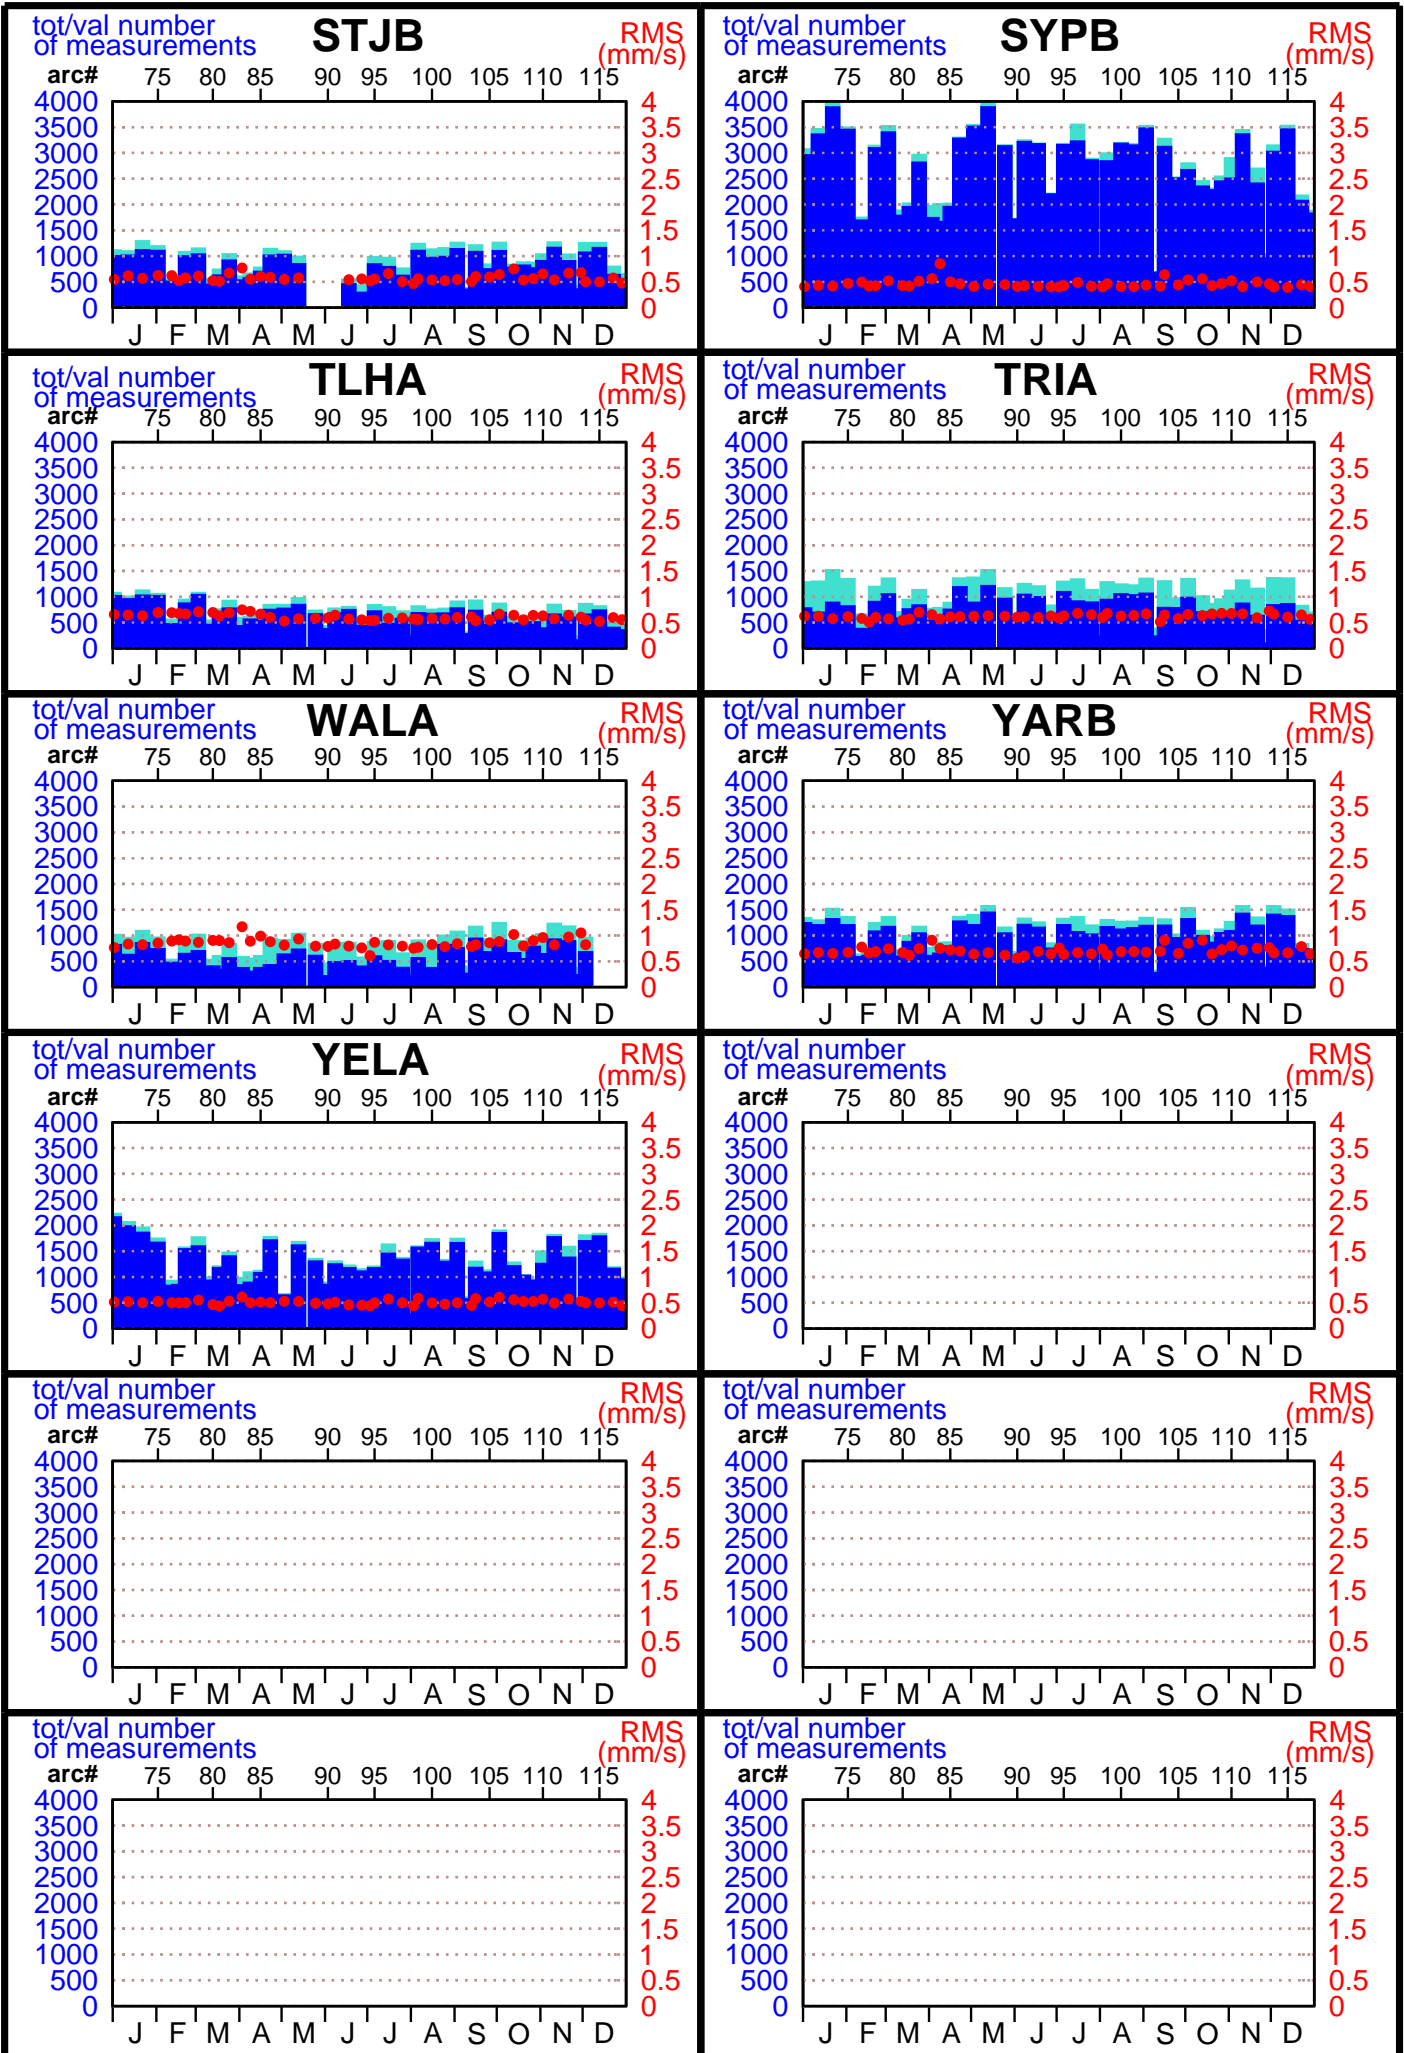 tot/val number STJB RMS
of measurements (mm/s)
arc# 75 80 85 90 95 100 105 110 115
4000 4
3500 3.5
3000 3
2500 2.5
2000 2
1500 1.5
1000 1
500 0.5
0 0
J F M A M J J A S O N D
tot/val number SYPB RMS
of measurements (mm/s)
arc# 75 80 85 90 95 100 105 110 115
4000 4
3500 3.5
3000 3
2500 2.5
2000 2
1500 1.5
1000 1
500 0.5
0 0
J F M A M J J A S O N D
tot/val number TLHA RMS
of measurements (mm/s)
arc# 75 80 85 90 95 100 105 110 115
4000 4
3500 3.5
3000 3
2500 2.5
2000 2
1500 1.5
1000 1
500 0.5
0 0
J F M A M J J A S O N D
tot/val number TRIA RMS
of measurements (mm/s)
arc# 75 80 85 90 95 100 105 110 115
4000 4
3500 3.5
3000 3
2500 2.5
2000 2
1500 1.5
1000 1
500 0.5
0 0
J F M A M J J A S O N D
tot/val number WALA RMS
of measurements (mm/s)
arc# 75 80 85 90 95 100 105 110 115
4000 4
3500 3.5
3000 3
2500 2.5
2000 2
1500 1.5
1000 1
500 0.5
0 0
J F M A M J J A S O N D
tot/val number YARB RMS
of measurements (mm/s)
arc# 75 80 85 90 95 100 105 110 115
4000 4
3500 3.5
3000 3
2500 2.5
2000 2
1500 1.5
1000 1
500 0.5
0 0
J F M A M J J A S O N D
tot/val number YELA RMS
of measurements (mm/s)
arc# 75 80 85 90 95 100 105 110 115
4000 4
3500 3.5
3000 3
2500 2.5
2000 2
1500 1.5
1000 1
500 0.5
0 0
J F M A M J J A S O N D
tot/val number RMS
of measurements (mm/s)
arc# 75 80 85 90 95 100 105 110 115
4000 4
3500 3.5
3000 3
2500 2.5
2000 2
1500 1.5
1000 1
500 0.5
0 0
J F M A M J J A S O N D
tot/val number RMS
of measurements (mm/s)
arc# 75 80 85 90 95 100 105 110 115
4000 4
3500 3.5
3000 3
2500 2.5
2000 2
1500 1.5
1000 1
500 0.5
0 0
J F M A M J J A S O N D
tot/val number RMS
of measurements (mm/s)
arc# 75 80 85 90 95 100 105 110 115
4000 4
3500 3.5
3000 3
2500 2.5
2000 2
1500 1.5
1000 1
500 0.5
0 0
J F M A M J J A S O N D
tot/val number RMS
of measurements (mm/s)
arc# 75 80 85 90 95 100 105 110 115
4000 4
3500 3.5
3000 3
2500 2.5
2000 2
1500 1.5
1000 1
500 0.5
0 0
J F M A M J J A S O N D
tot/val number RMS
of measurements (mm/s)
arc# 75 80 85 90 95 100 105 110 115
4000 4
3500 3.5
3000 3
2500 2.5
2000 2
1500 1.5
1000 1
500 0.5
0 0
J F M A M J J A S O N D